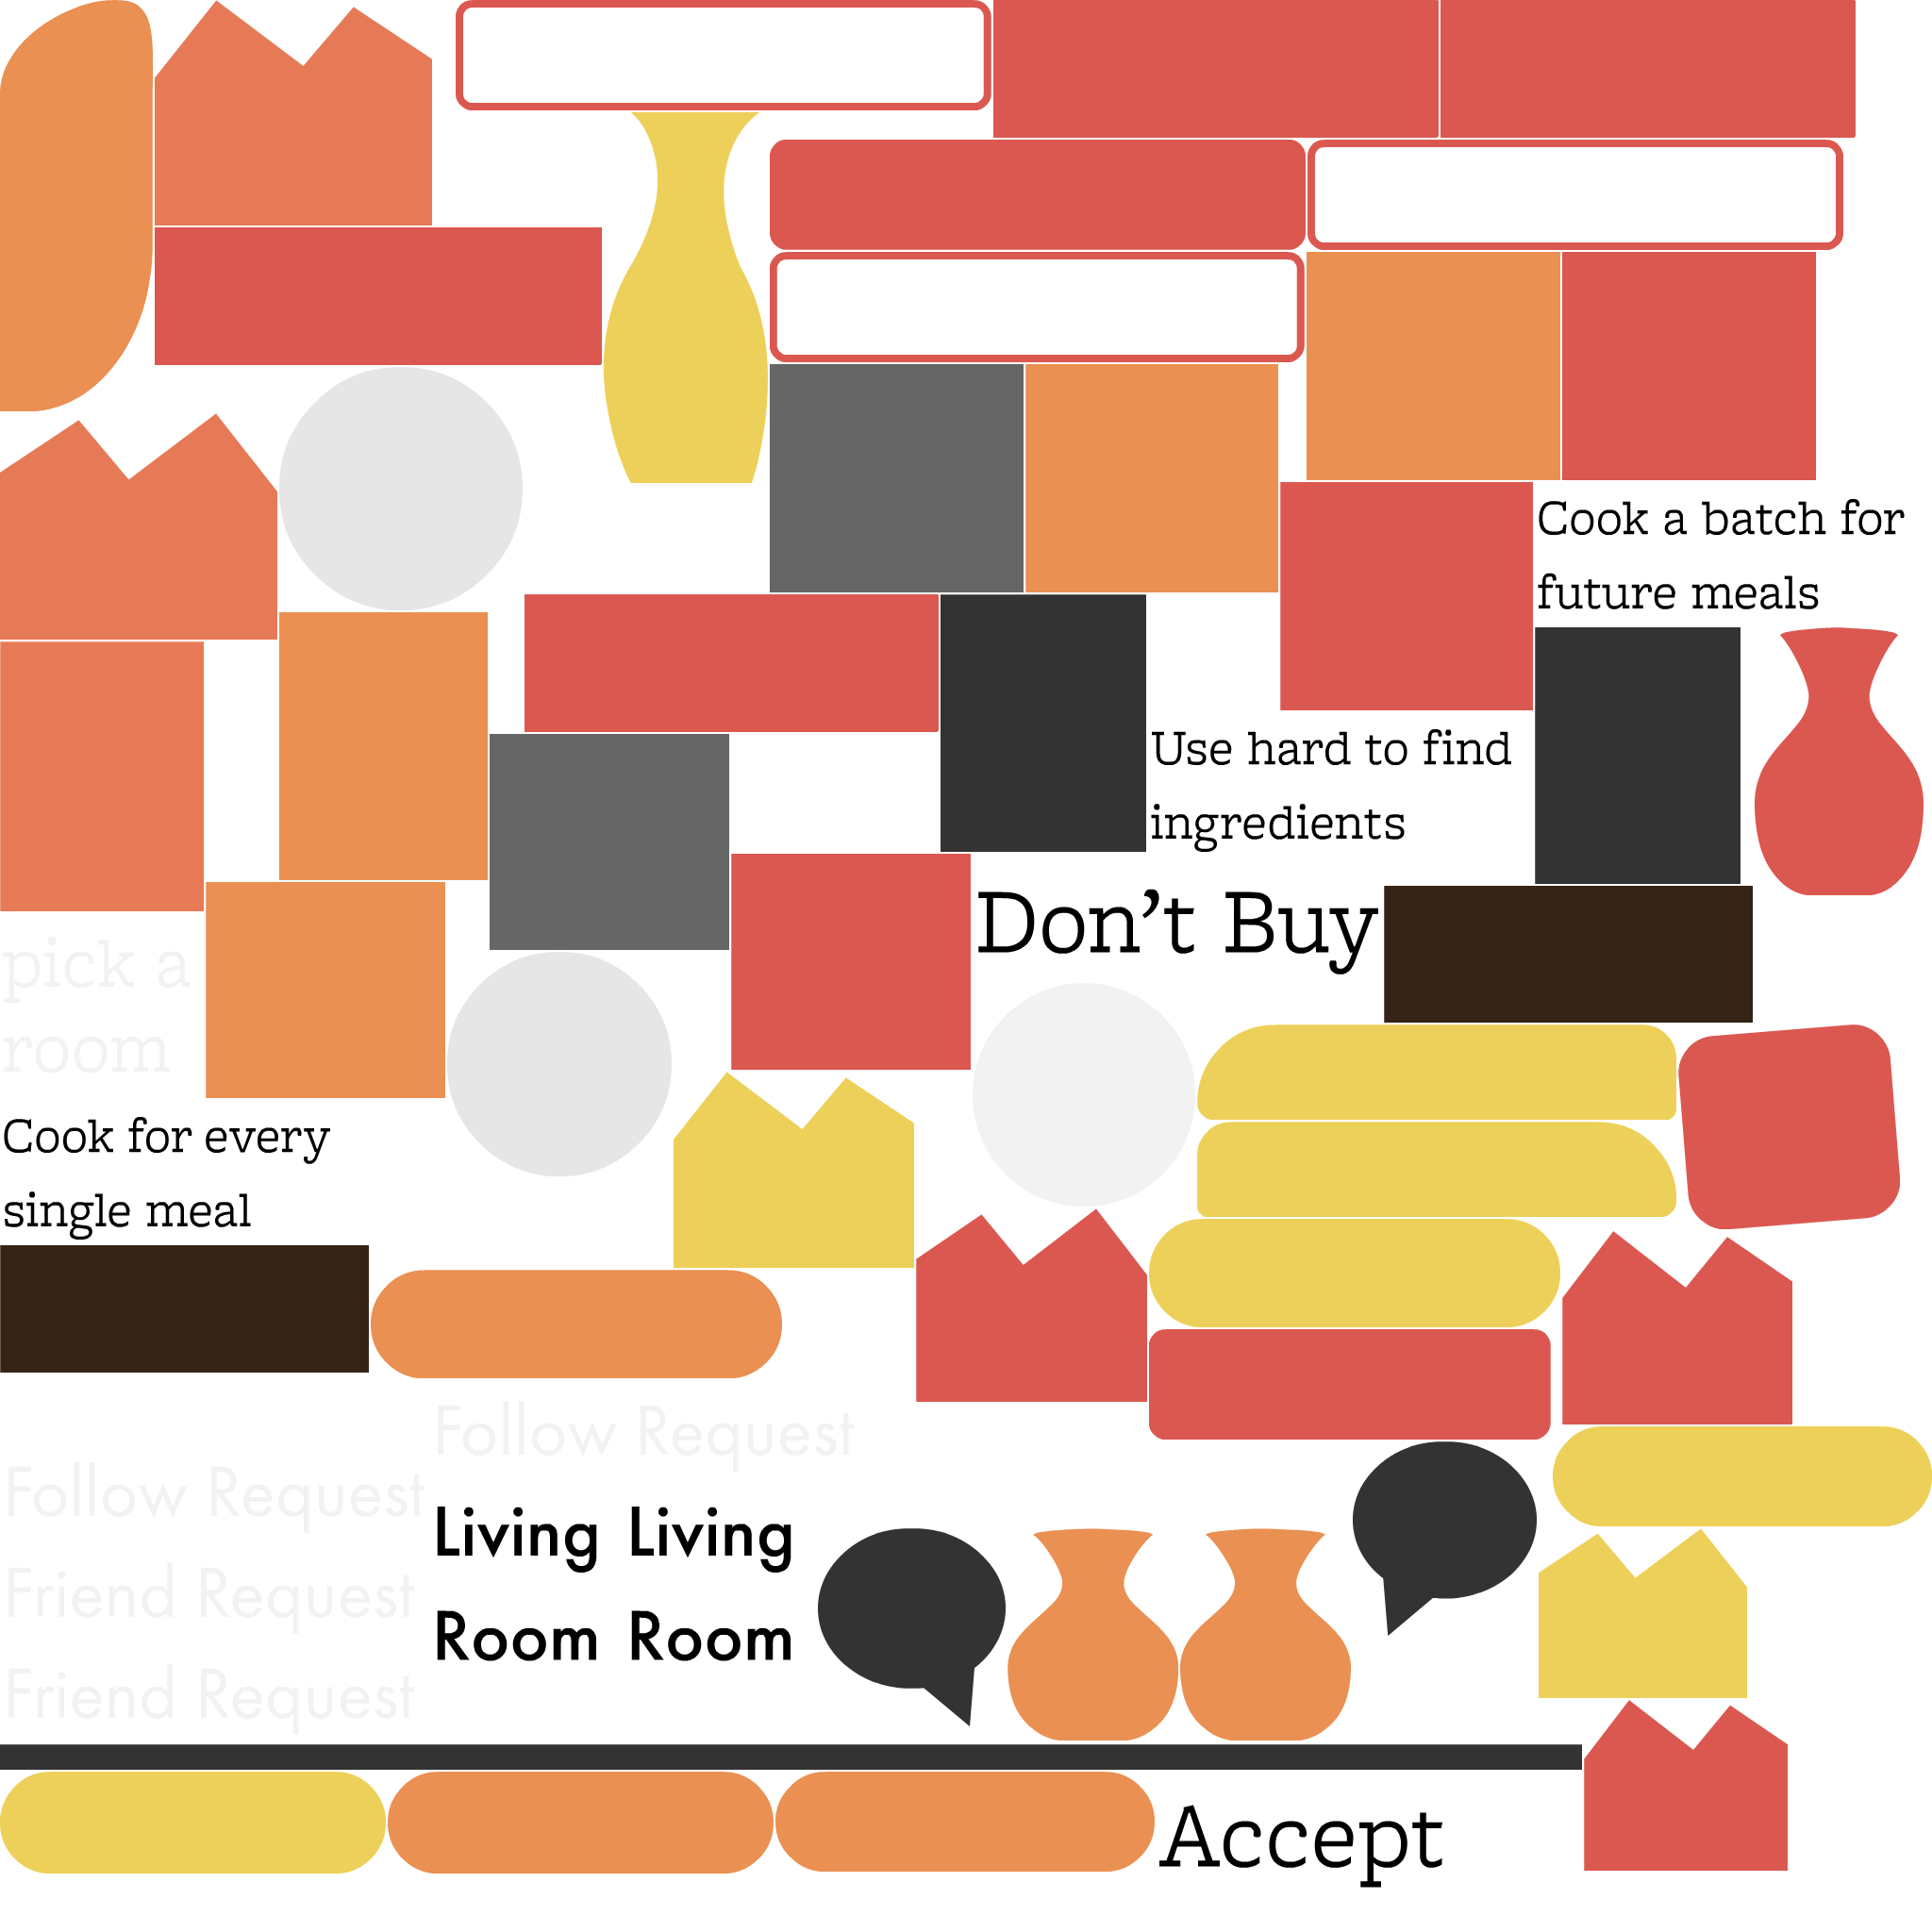 Cook a batch for
future meals
Use hard to find
ingredients
Don’t Buy
pick a
room
Cook for every
single meal
Follow Request
Follow Request
Living Living
Room Room
Friend Request
Friend Request
Accept